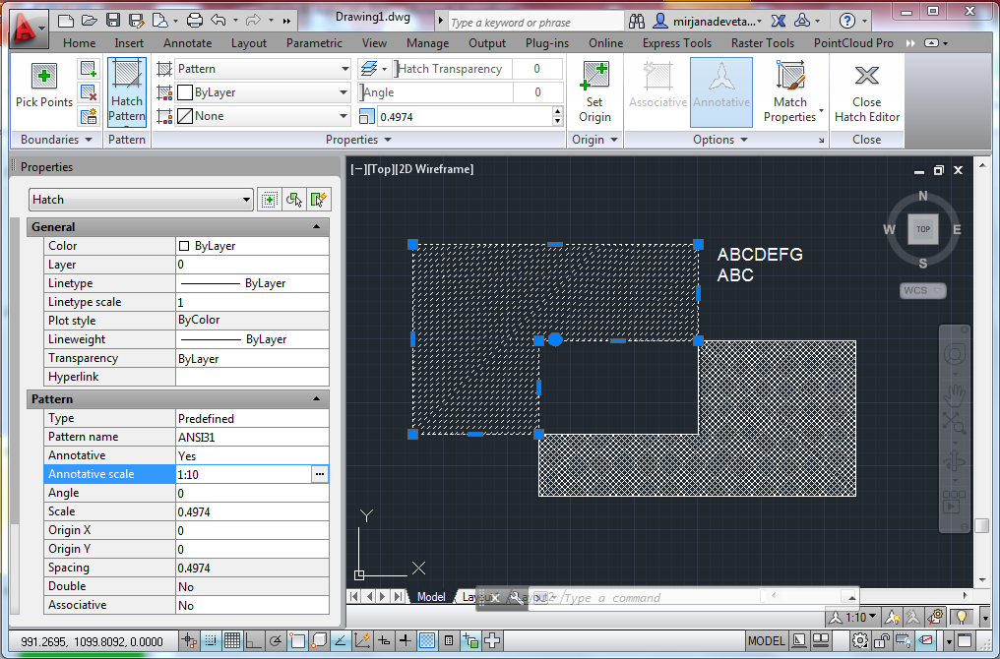 Drawing1.dwg
Type a keyword or phrase
mirjanadeveta...
Home Insert Annotate Layout Parametric View Manage Output Plug-ins Online Express Tools Raster Tools PointCloud Pro
Pick Points
Boundaries
Hatch Pattern
Pattern
Pattern
ByLayer
None
Hatch Transparency 0
Angle 0
0.4974
Properties
Set Origin
Origin
Associative
Annotative
Match Properties
Options
Close Hatch Editor
Close
Properties
Hatch
General
Color ByLayer
Layer 0
Linetype ByLayer
Linetype scale 1
Plot style ByColor
Lineweight ByLayer
Transparency ByLayer
Hyperlink
Pattern
Type Predefined
Pattern name ANSI31
Annotative Yes
Annotative scale 1:10 ...
Angle 0
Scale 0.4974
Origin X 0
Origin Y 0
Spacing 0.4974
Double No
Associative No
[−][Top][2D Wireframe]
N
W TOP E
S
WCS
ABCDEFG
ABC
Y
X
Model
Type a command
1:10
991.2695, 1099.8092, 0.0000
MODEL